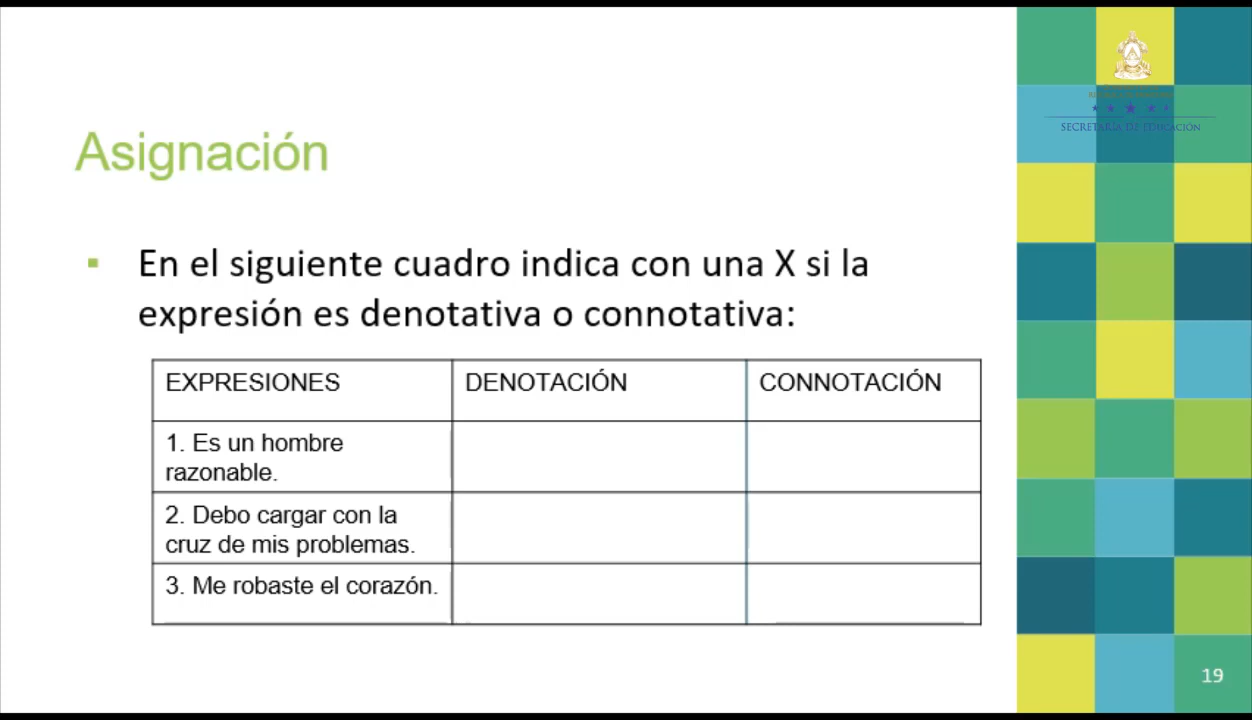 SECRETARÍA DE EDUCACIÓN
Asignación
▪ En el siguiente cuadro indica con una X si la
expresión es denotativa o connotativa:
EXPRESIONES DENOTACIÓN CONNOTACIÓN
1. Es un hombre
razonable.
2. Debo cargar con la
cruz de mis problemas.
3. Me robaste el corazón.
19